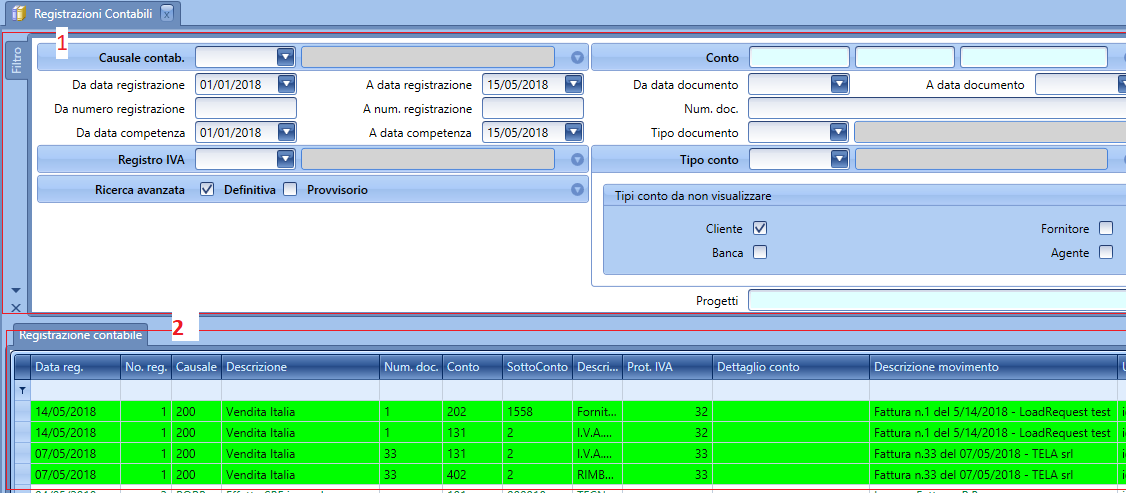 Registrazioni Contabili x
1
Filtro
Causale contab.
Conto
Da data registrazione 01/01/2018 A data registrazione 15/05/2018
Da data documento A data documento
Da numero registrazione A num. registrazione
Num. doc.
Da data competenza 01/01/2018 A data competenza 15/05/2018
Tipo documento
Registro IVA
Tipo conto
Ricerca avanzata Definitiva Provvisorio
Tipi conto da non visualizzare
Cliente Fornitore
Banca Agente
Progetti
2
Registrazione contabile
Data reg. No. reg. Causale Descrizione Num. doc. Conto SottoConto Descri... Prot. IVA Dettaglio conto Descrizione movimento
14/05/2018 1 200 Vendita Italia 1 202 1558 Fornit... 32 Fattura n.1 del 5/14/2018 - LoadRequest test
14/05/2018 1 200 Vendita Italia 1 131 2 I.V.A.... 32 Fattura n.1 del 5/14/2018 - LoadRequest test
07/05/2018 1 200 Vendita Italia 33 131 2 I.V.A.... 33 Fattura n.33 del 07/05/2018 - TELA srl
07/05/2018 1 200 Vendita Italia 33 402 2 RIMB... 33 Fattura n.33 del 07/05/2018 - TELA srl